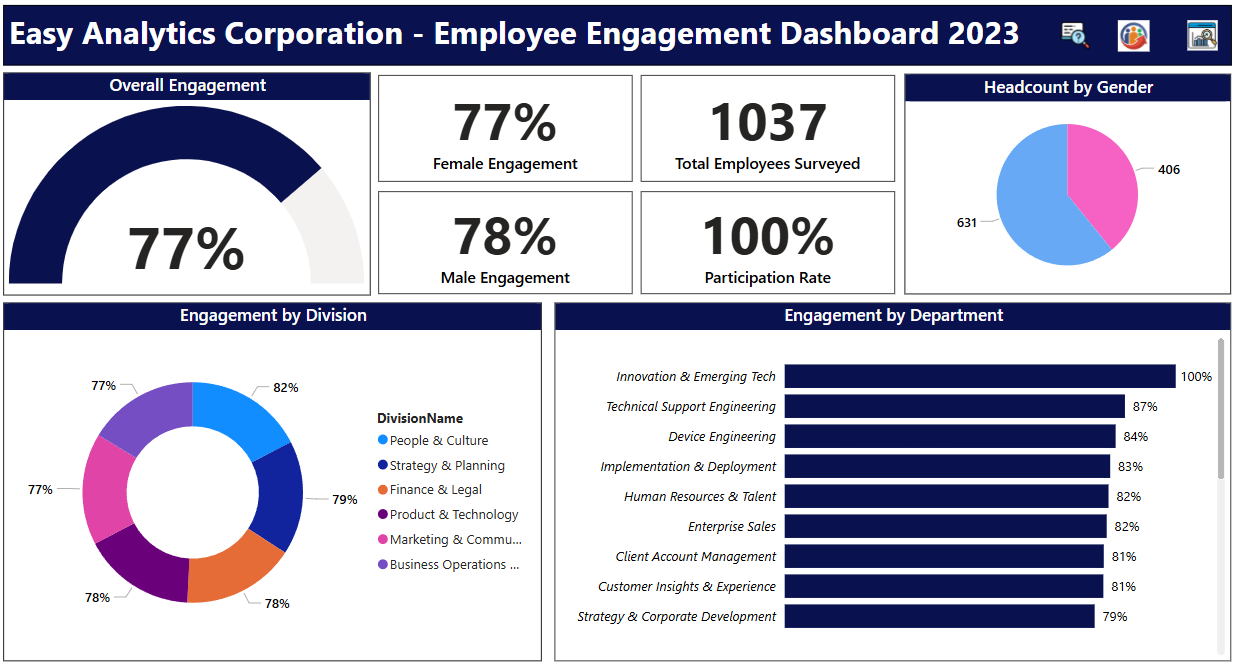 Easy Analytics Corporation - Employee Engagement Dashboard 2023
Overall Engagement
77%
77%
Female Engagement
1037
Total Employees Surveyed
78%
Male Engagement
100%
Participation Rate
Headcount by Gender
406
631
Engagement by Division
77%
82%
77%
79%
78%
78%
DivisionName
People & Culture
Strategy & Planning
Finance & Legal
Product & Technology
Marketing & Commu...
Business Operations ...
Engagement by Department
Innovation & Emerging Tech 100%
Technical Support Engineering 87%
Device Engineering 84%
Implementation & Deployment 83%
Human Resources & Talent 82%
Enterprise Sales 82%
Client Account Management 81%
Customer Insights & Experience 81%
Strategy & Corporate Development 79%